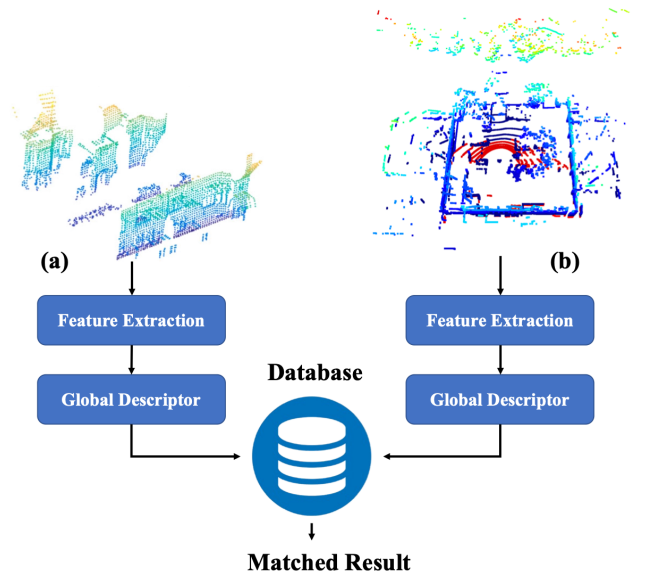 (a)
(b)
Feature Extraction
Feature Extraction
Global Descriptor
Global Descriptor
Database
Matched Result